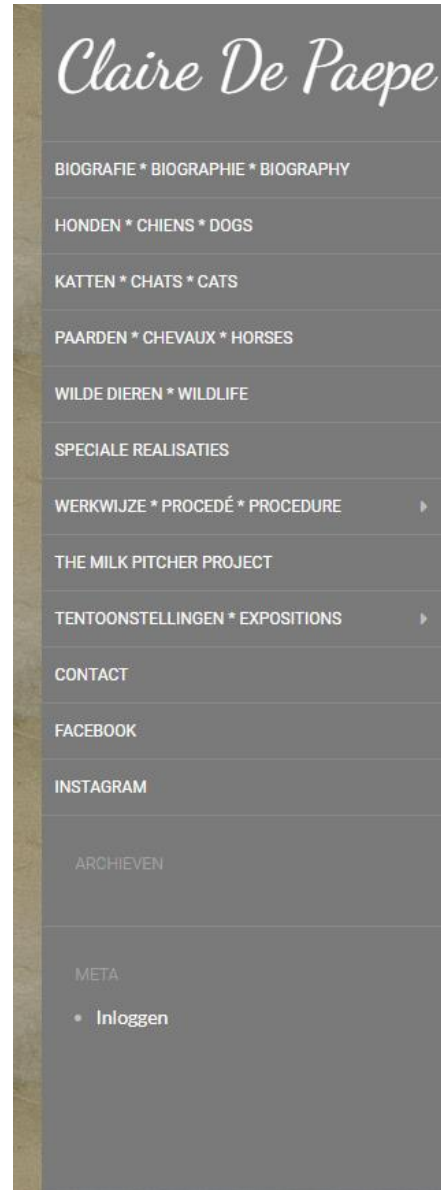 Claire De Paepe
BIOGRAFIE * BIOGRAPHIE * BIOGRAPHY
HONDEN * CHIENS * DOGS
KATTEN * CHATS * CATS
PAARDEN * CHEVAUX * HORSES
WILDE DIEREN * WILDLIFE
SPECIALE REALISATIES
WERKWIJZE * PROCEDÉ * PROCEDURE
THE MILK PITCHER PROJECT
TENTOONSTELLINGEN * EXPOSITIONS
CONTACT
FACEBOOK
INSTAGRAM
ARCHIEVEN
META
Inloggen